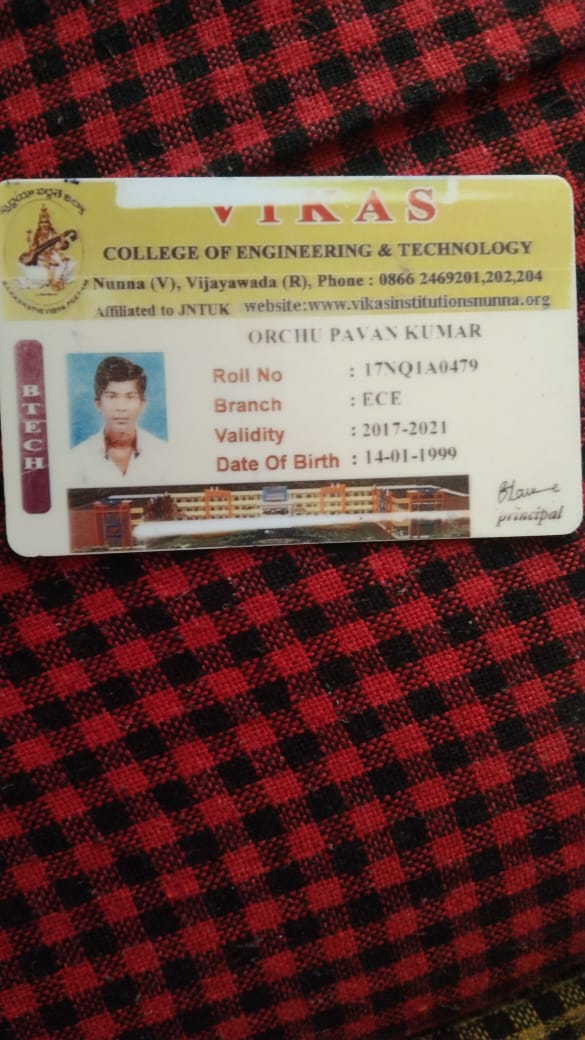 VIKAS
COLLEGE OF ENGINEERING & TECHNOLOGY
Nunna (V), Vijayawada (R), Phone : 0866 2469201,202,204
Affiliated to JNTUK website:www.vikasinstitutionsnunna.org
ORCHU PAVAN KUMAR
BTECH
Roll No : 17NQ1A0479
Branch : ECE
Validity : 2017-2021
Date Of Birth : 14-01-1999
principal